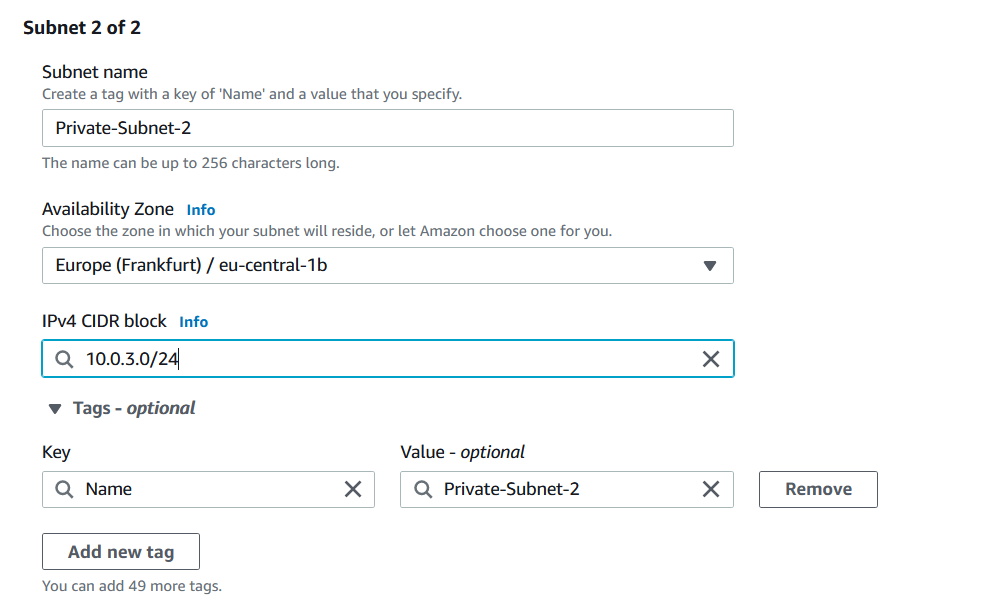 Subnet 2 of 2
Subnet name
Create a tag with a key of 'Name' and a value that you specify.
Private-Subnet-2
The name can be up to 256 characters long.
Availability Zone Info
Choose the zone in which your subnet will reside, or let Amazon choose one for you.
Europe (Frankfurt) / eu-central-1b
IPv4 CIDR block Info
10.0.3.0/24
Tags - optional
Key Value - optional
Name Private-Subnet-2 Remove
Add new tag
You can add 49 more tags.